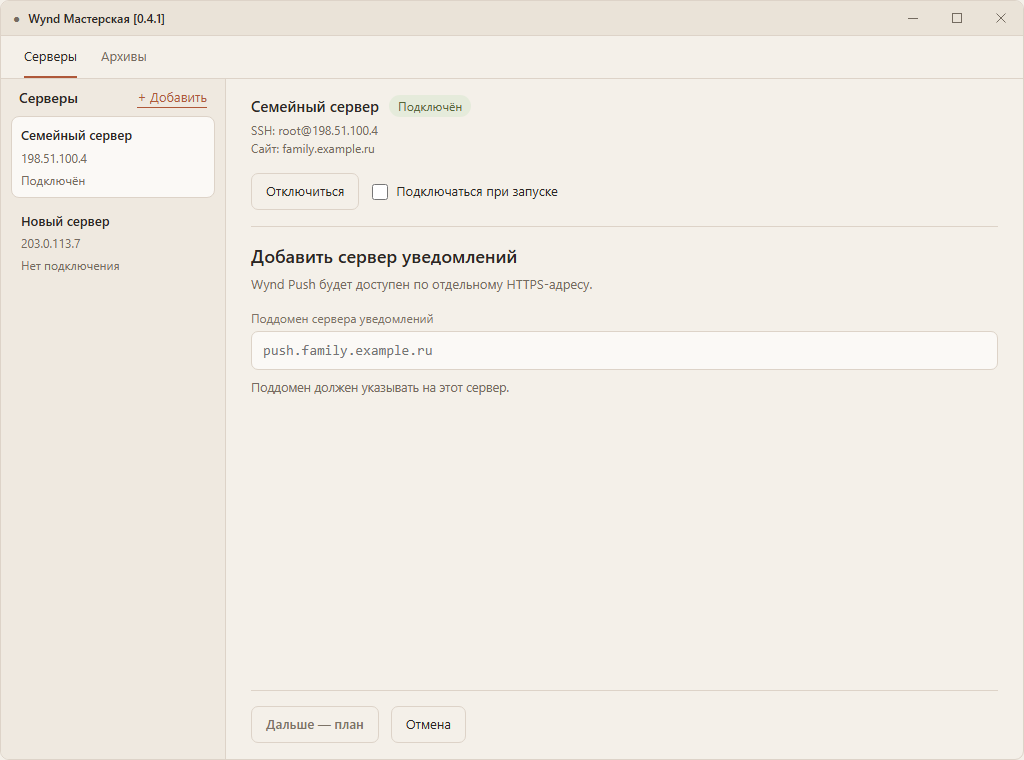 Wynd Мастерская [0.4.1]
Серверы
Архивы
Серверы
+ Добавить
Семейный сервер
198.51.100.4
Подключён
Новый сервер
203.0.113.7
Нет подключения
Семейный сервер
Подключён
SSH: root@198.51.100.4
Сайт: family.example.ru
Отключиться
Подключаться при запуске
Добавить сервер уведомлений
Wynd Push будет доступен по отдельному HTTPS-адресу.
Поддомен сервера уведомлений
push.family.example.ru
Поддомен должен указывать на этот сервер.
Дальше — план
Отмена